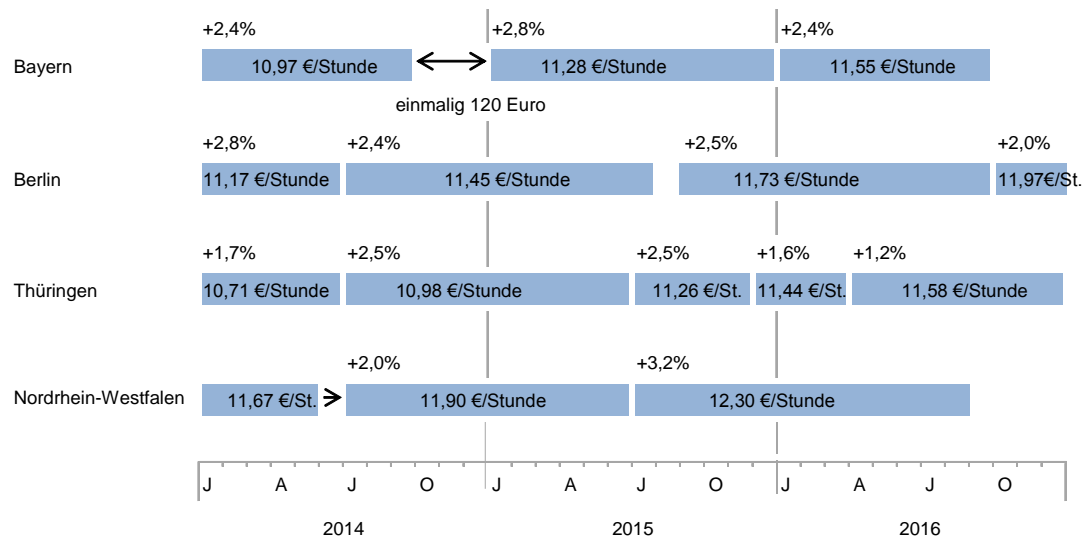 +2,4% +2,8% +2,4%
Bayern 10,97 €/Stunde 11,28 €/Stunde 11,55 €/Stunde
einmalig 120 Euro
+2,8% +2,4% +2,5% +2,0%
Berlin 11,17 €/Stunde 11,45 €/Stunde 11,73 €/Stunde 11,97€/St.
+1,7% +2,5% +2,5% +1,6% +1,2%
Thüringen 10,71 €/Stunde 10,98 €/Stunde 11,26 €/St. 11,44 €/St. 11,58 €/Stunde
+2,0% +3,2%
Nordrhein-Westfalen 11,67 €/St. 11,90 €/Stunde 12,30 €/Stunde
J A J O J A J O J A J O
2014 2015 2016